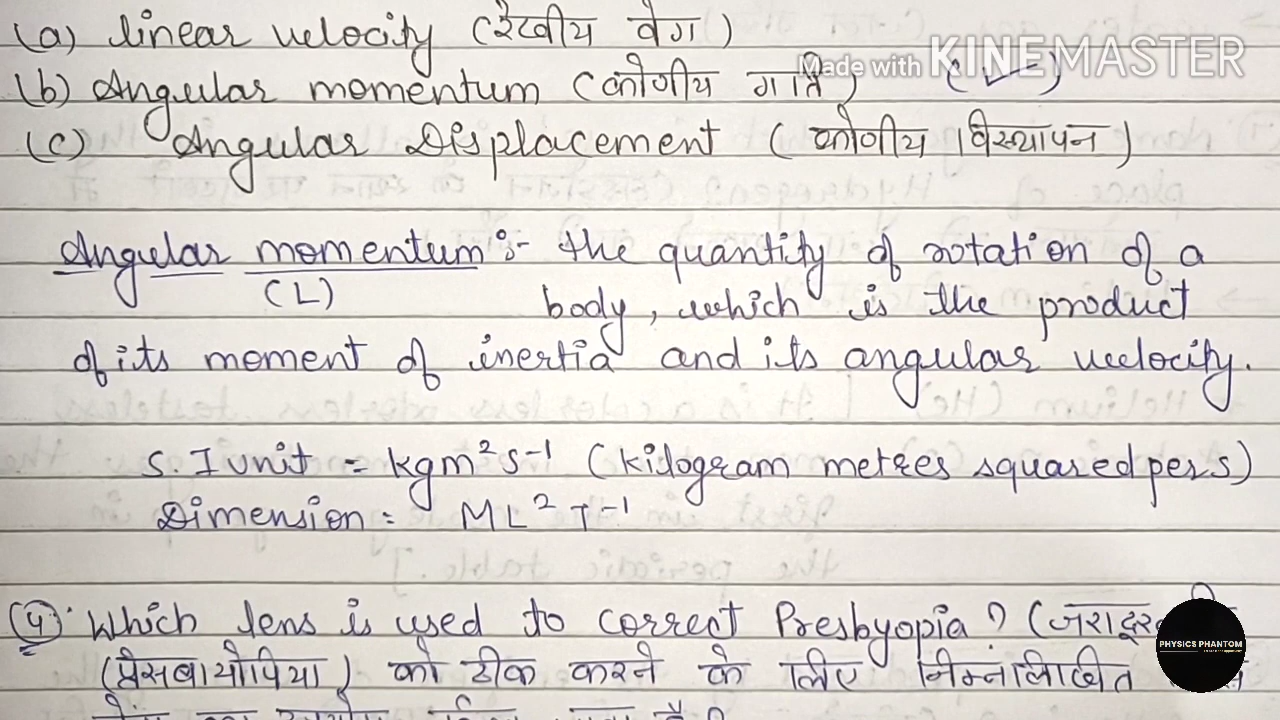 (a) linear velocity (रेखीय वेग)
Made with KINEMASTER
(b) Angular momentum (कोणीय गति) (L)
(c) Angular Displacement (कोणीय विस्थापन)
Angular momentum :- The quantity of rotation of a
(L) body, which is the product
of its moment of inertia and its angular velocity.
S.I unit = kgm²s⁻¹ (kilogram metres squared per s)
Dimension = ML²T⁻¹
(4) Which lens is used to correct Presbyopia? (
(प्रेसबायोपिया) को ठीक करने के लिए निम्नलिखीत
PHYSICS PHANTOM